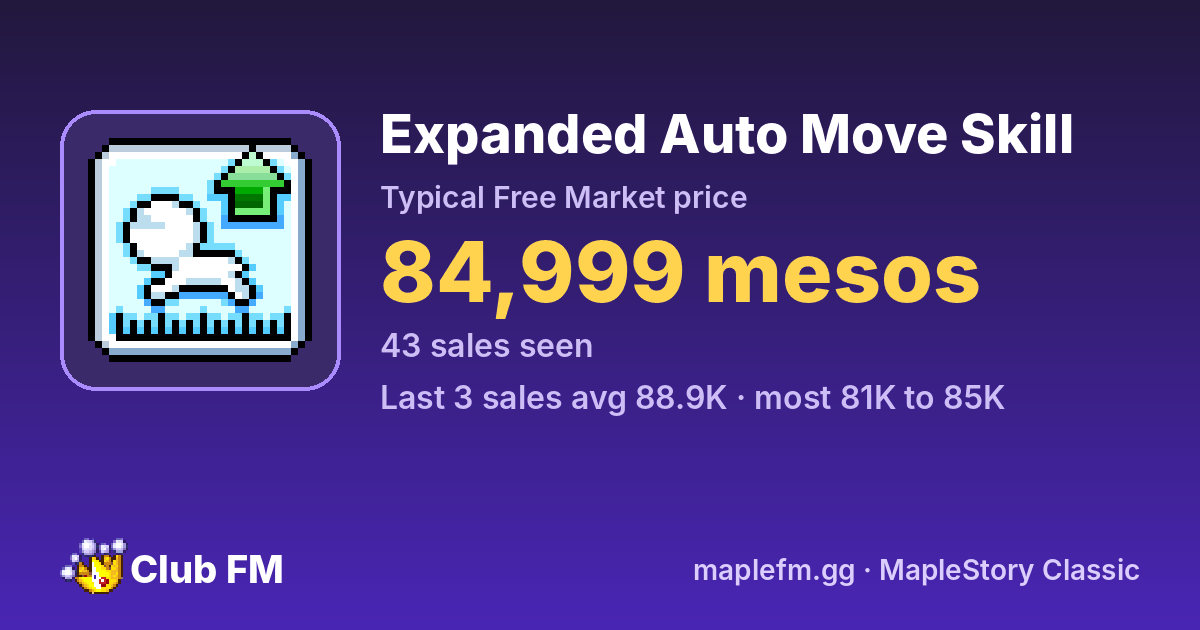 Expanded Auto Move Skill
Typical Free Market price
84,999 mesos
43 sales seen
Last 3 sales avg 88.9K · most 81K to 85K
Club FM
maplefm.gg · MapleStory Classic